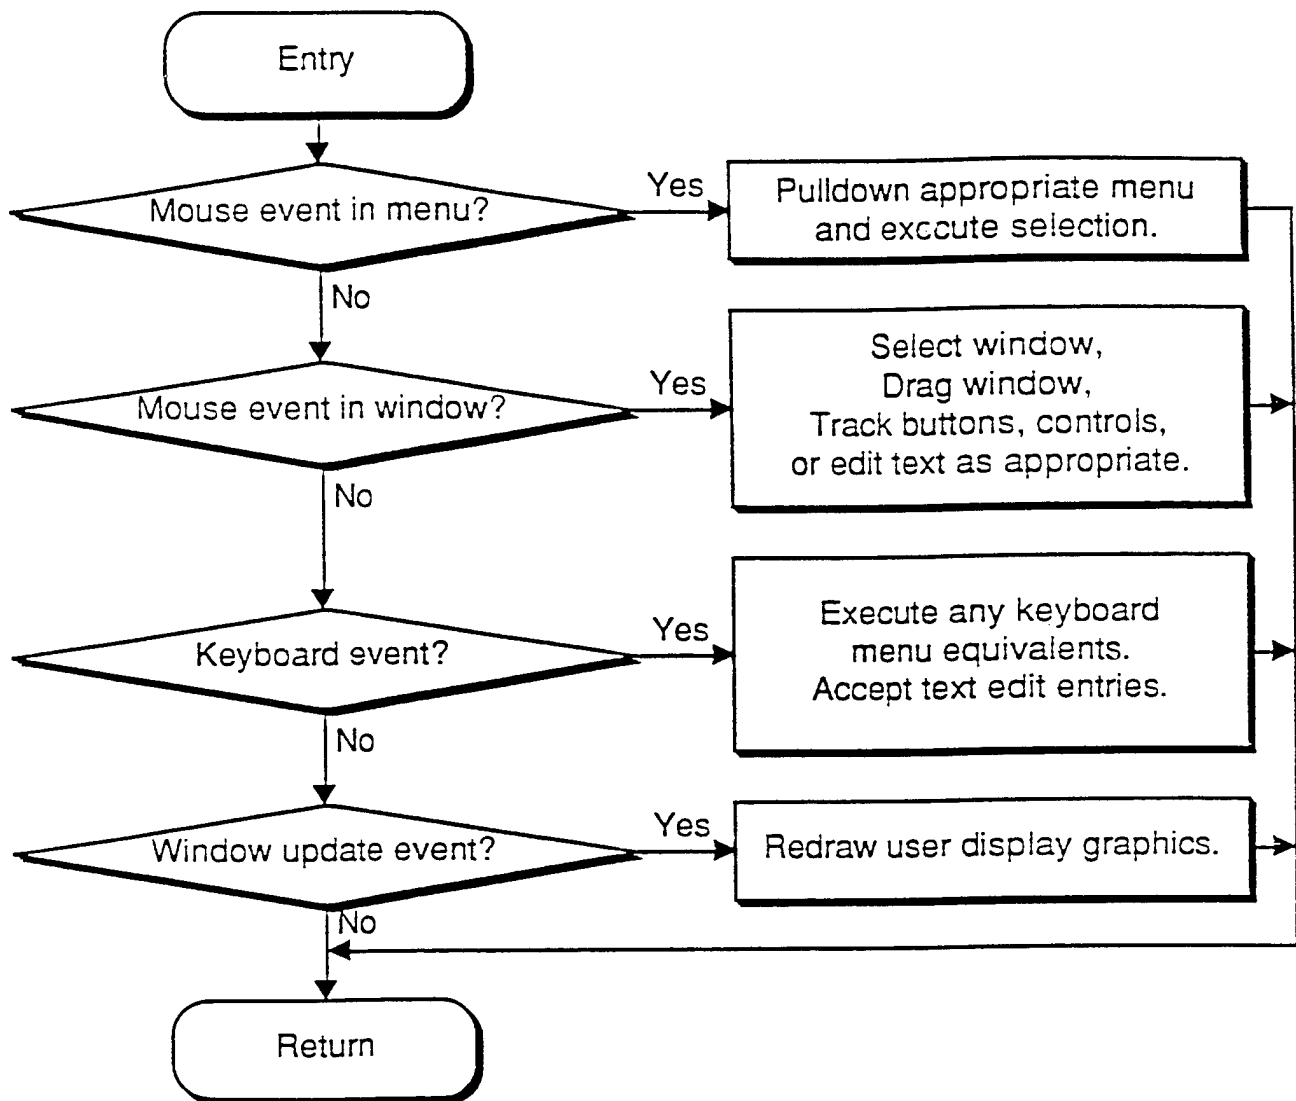 Entry
Mouse event in menu?
Yes
Pulldown appropriate menu
and execute selection.
No
Mouse event in window?
Yes
Select window,
Drag window,
Track buttons, controls,
or edit text as appropriate.
No
Keyboard event?
Yes
Execute any keyboard
menu equivalents.
Accept text edit entries.
No
Window update event?
Yes
Redraw user display graphics.
No
Return